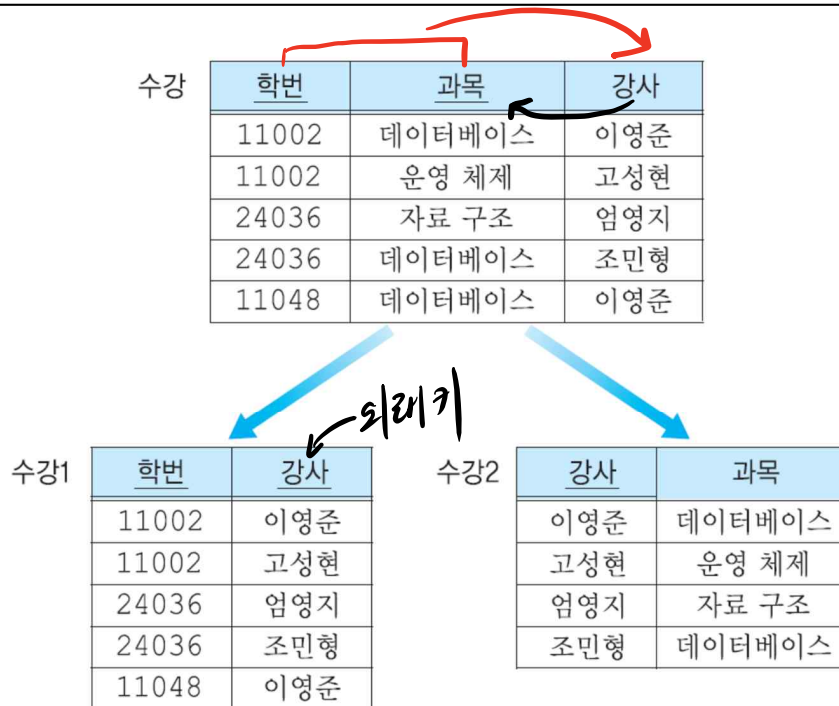 수강
학번 과목 강사
11002 데이터베이스 이영준
11002 운영 체제 고성현
24036 자료 구조 엄영지
24036 데이터베이스 조민형
11048 데이터베이스 이영준
외래키
수강1
학번 강사
11002 이영준
11002 고성현
24036 엄영지
24036 조민형
11048 이영준
수강2
강사 과목
이영준 데이터베이스
고성현 운영 체제
엄영지 자료 구조
조민형 데이터베이스